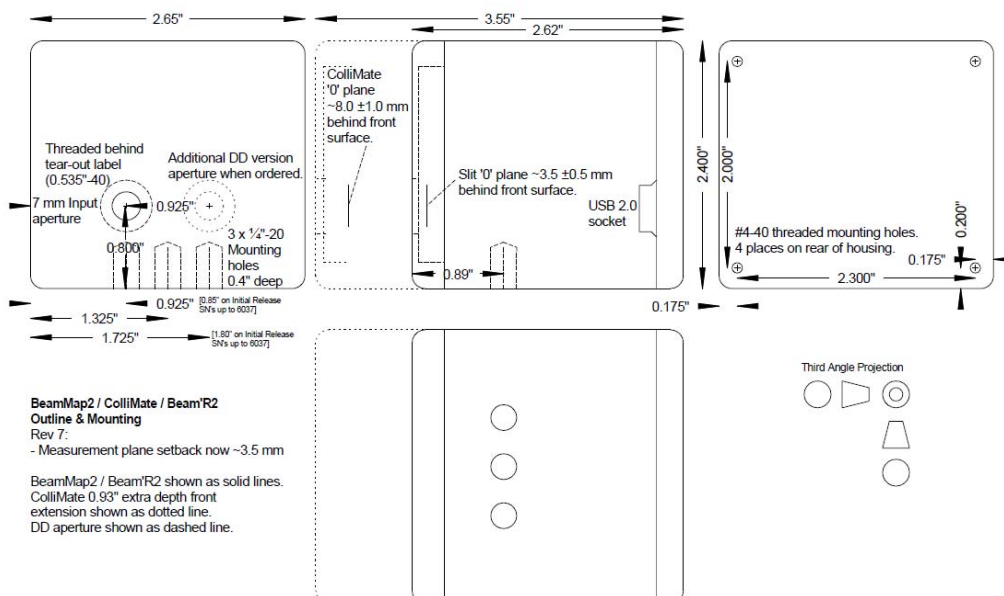 2.65"
3.55"
2.62"
ColliMate
'0' plane
~8.0 ±1.0 mm
behind front
surface.
Threaded behind
tear-out label
(0.535"-40)
Additional DD version
aperture when ordered.
7 mm Input
aperture
0.925"
0.800"
3 x ¼"-20
Mounting
holes
0.4" deep
Slit '0' plane ~3.5 ±0.5 mm
behind front surface.
USB 2.0
socket
0.89"
2.400"
2.000"
#4-40 threaded mounting holes.
4 places on rear of housing.
0.200"
0.175"
2.300"
0.175"
0.925"
[0.85" on Initial Release
SN's up to 6037]
1.325"
1.725"
[1.80" on Initial Release
SN's up to 6037]
Third Angle Projection
BeamMap2 / ColliMate / Beam'R2
Outline & Mounting
Rev 7:
- Measurement plane setback now ~3.5 mm
BeamMap2 / Beam'R2 shown as solid lines.
ColliMate 0.93" extra depth front
extension shown as dotted line.
DD aperture shown as dashed line.